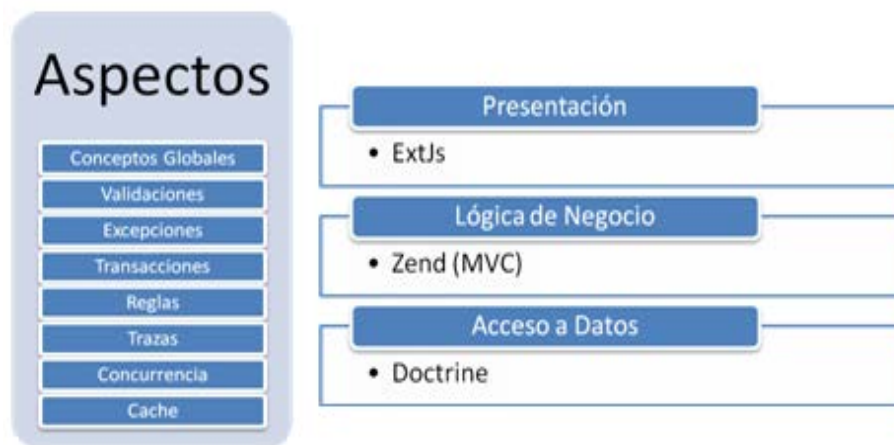 Aspectos
Conceptos Globales
Validaciones
Excepciones
Transacciones
Reglas
Trazas
Concurrencia
Cache
Presentación
• ExtJs
Lógica de Negocio
• Zend (MVC)
Acceso a Datos
• Doctrine